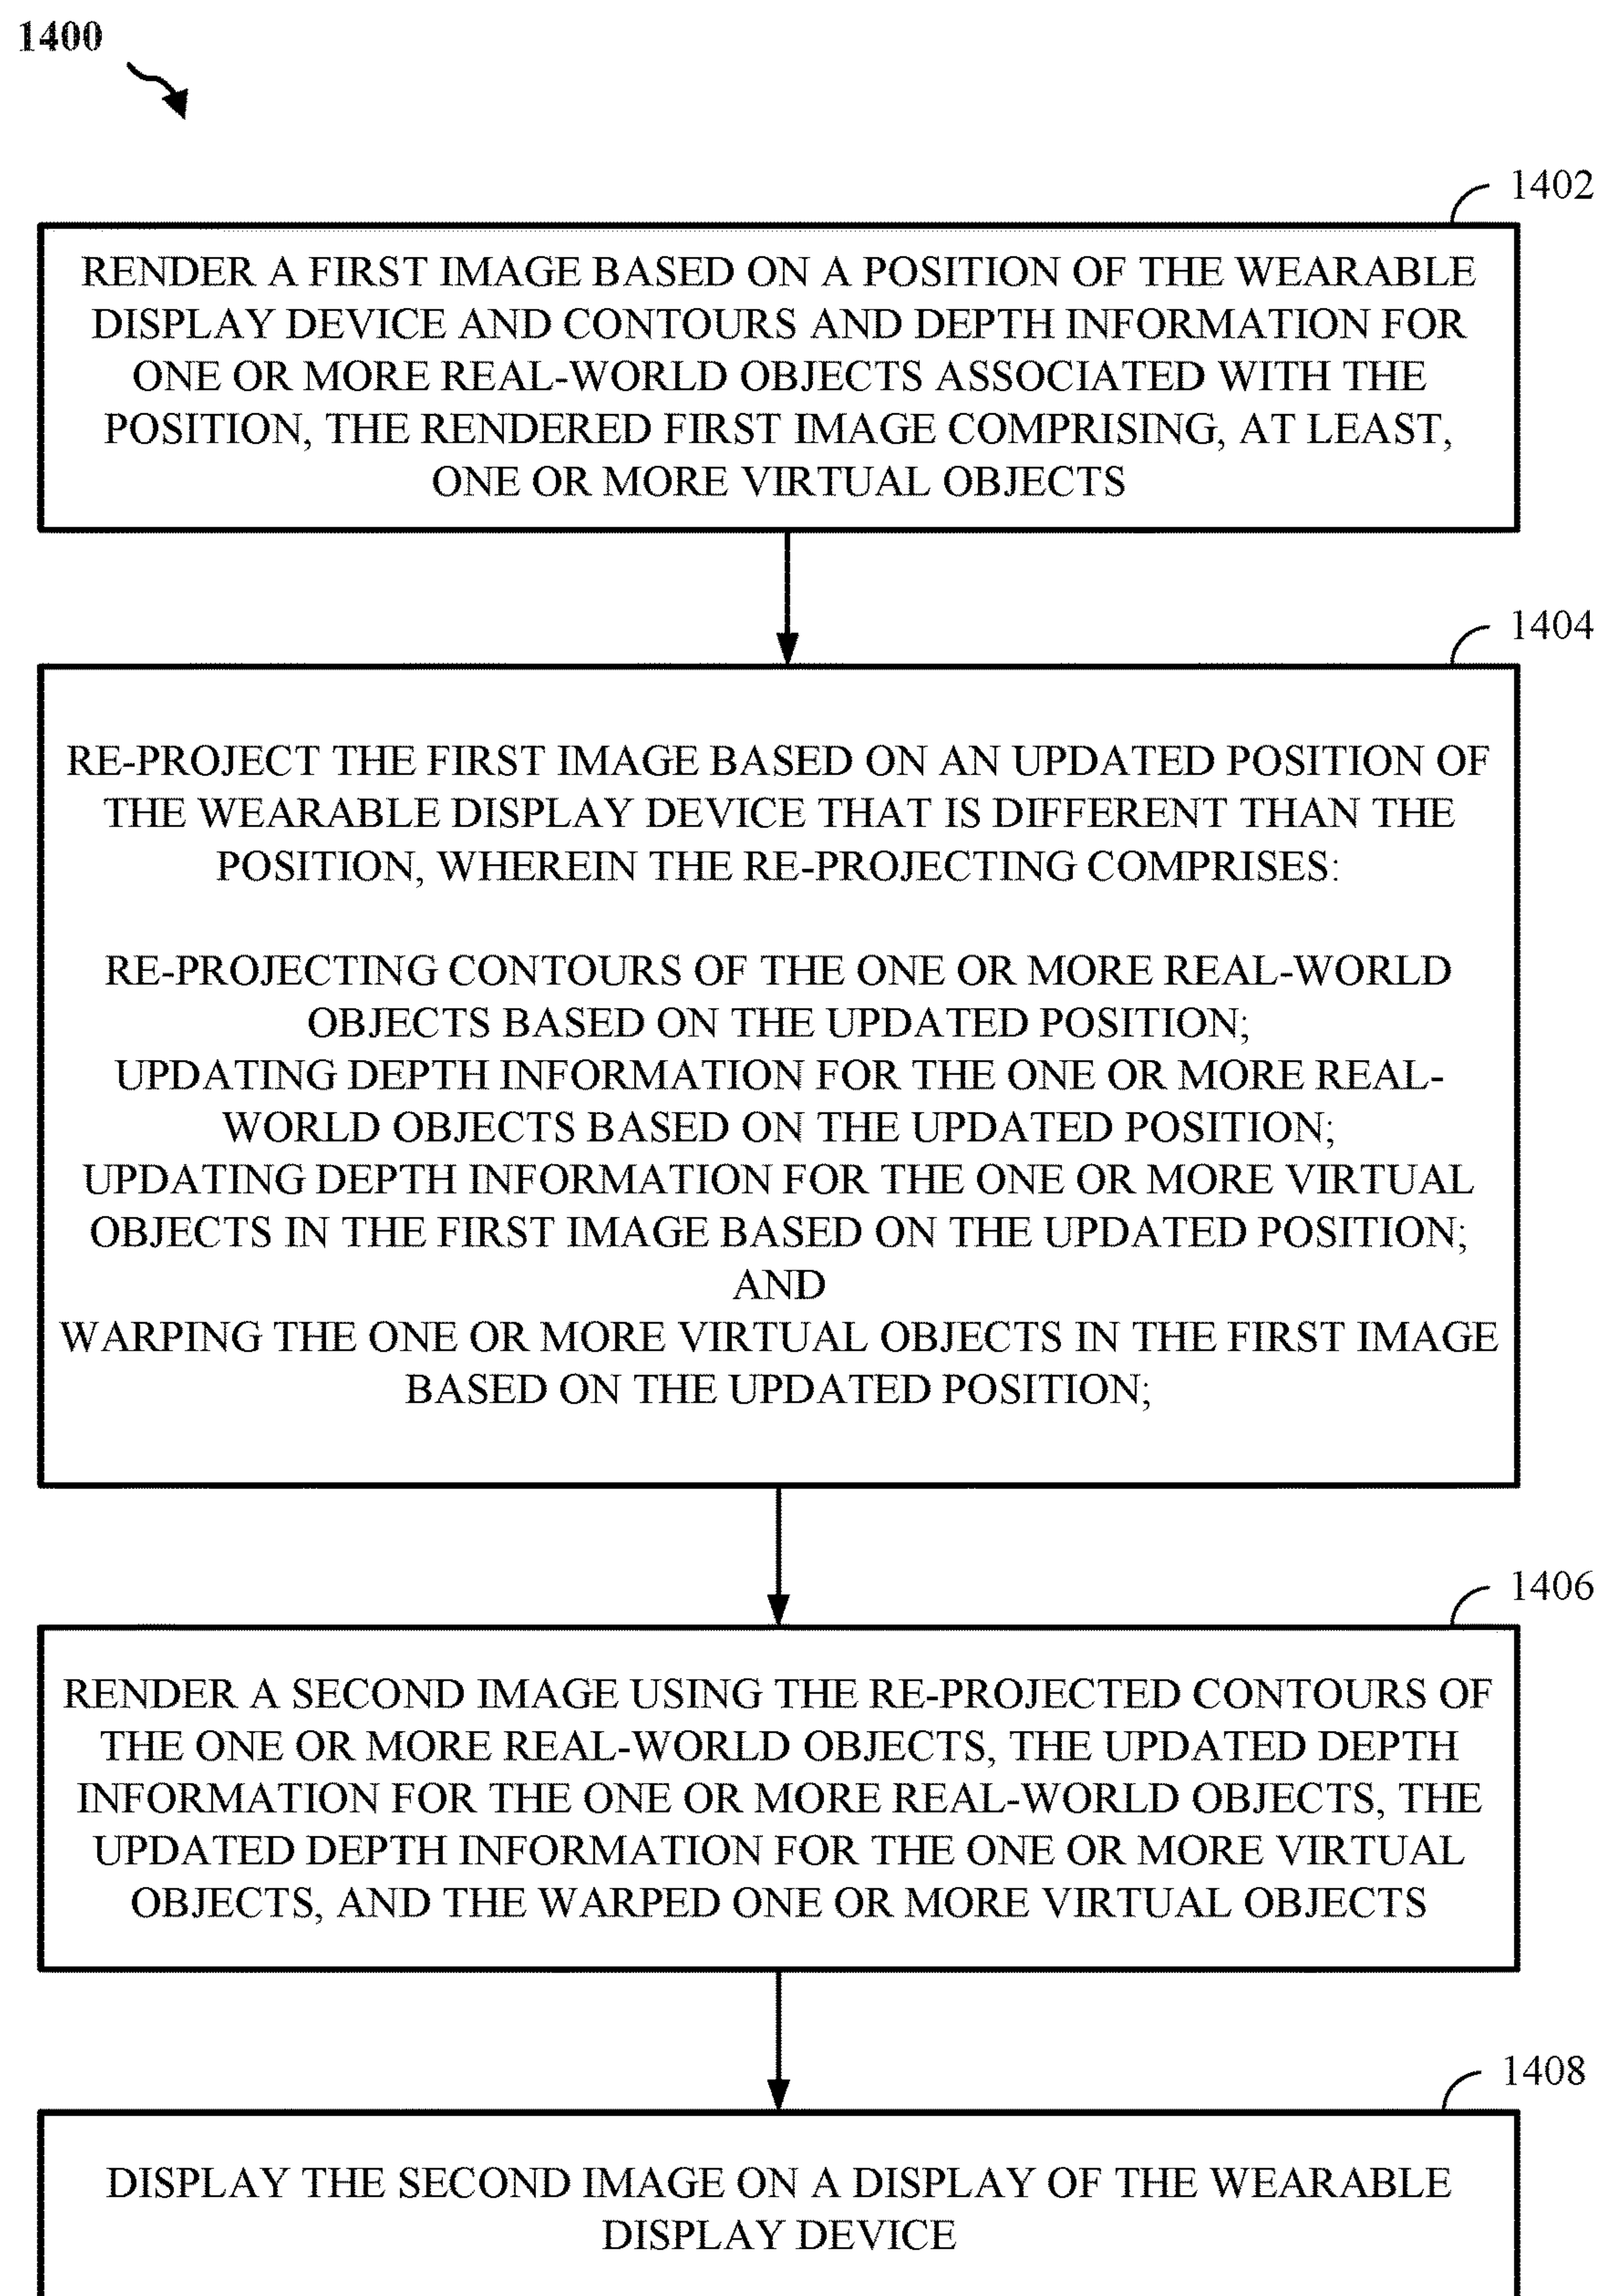 1400
1402
RENDER A FIRST IMAGE BASED ON A POSITION OF THE WEARABLE
DISPLAY DEVICE AND CONTOURS AND DEPTH INFORMATION FOR
ONE OR MORE REAL-WORLD OBJECTS ASSOCIATED WITH THE
POSITION, THE RENDERED FIRST IMAGE COMPRISING, AT LEAST,
ONE OR MORE VIRTUAL OBJECTS
1404
RE-PROJECT THE FIRST IMAGE BASED ON AN UPDATED POSITION OF
THE WEARABLE DISPLAY DEVICE THAT IS DIFFERENT THAN THE
POSITION, WHEREIN THE RE-PROJECTING COMPRISES:
RE-PROJECTING CONTOURS OF THE ONE OR MORE REAL-WORLD
OBJECTS BASED ON THE UPDATED POSITION;
UPDATING DEPTH INFORMATION FOR THE ONE OR MORE REAL-
WORLD OBJECTS BASED ON THE UPDATED POSITION;
UPDATING DEPTH INFORMATION FOR THE ONE OR MORE VIRTUAL
OBJECTS IN THE FIRST IMAGE BASED ON THE UPDATED POSITION;
AND
WARPING THE ONE OR MORE VIRTUAL OBJECTS IN THE FIRST IMAGE
BASED ON THE UPDATED POSITION;
1406
RENDER A SECOND IMAGE USING THE RE-PROJECTED CONTOURS OF
THE ONE OR MORE REAL-WORLD OBJECTS, THE UPDATED DEPTH
INFORMATION FOR THE ONE OR MORE REAL-WORLD OBJECTS, THE
UPDATED DEPTH INFORMATION FOR THE ONE OR MORE VIRTUAL
OBJECTS, AND THE WARPED ONE OR MORE VIRTUAL OBJECTS
1408
DISPLAY THE SECOND IMAGE ON A DISPLAY OF THE WEARABLE
DISPLAY DEVICE